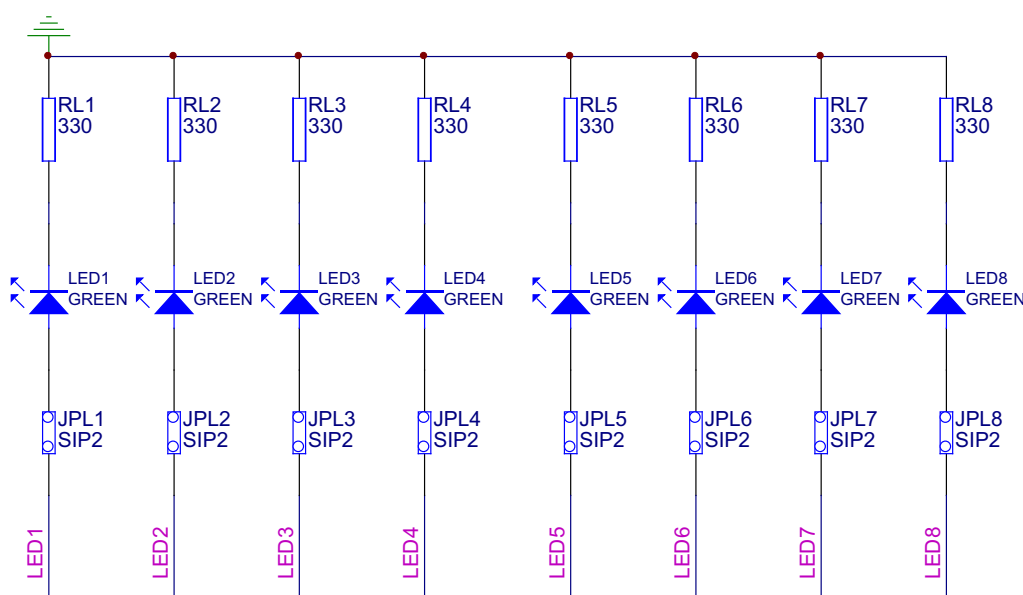 RL1
330
RL2
330
RL3
330
RL4
330
RL5
330
RL6
330
RL7
330
RL8
330
LED1
GREEN
LED2
GREEN
LED3
GREEN
LED4
GREEN
LED5
GREEN
LED6
GREEN
LED7
GREEN
LED8
GREEN
JPL1
SIP2
JPL2
SIP2
JPL3
SIP2
JPL4
SIP2
JPL5
SIP2
JPL6
SIP2
JPL7
SIP2
JPL8
SIP2
LED1
LED2
LED3
LED4
LED5
LED6
LED7
LED8